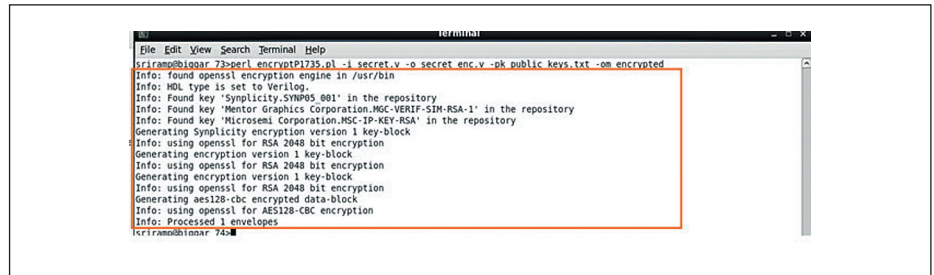 Terminal
File Edit View Search Terminal Help
sriramp@biggar 73>perl encryptP1735.pl -i secret.v -o secret_enc.v -pk public_keys.txt -om encrypted
Info: found openssl encryption engine in /usr/bin
Info: HDL type is set to Verilog.
Info: Found key 'Synplicity.SYNP05_001' in the repository
Info: Found key 'Mentor Graphics Corporation.MGC-VERIF-SIM-RSA-1' in the repository
Info: Found key 'Microsemi Corporation.MSC-IP-KEY-RSA' in the repository
Generating Synplicity encryption version 1 key-block
Info: using openssl for RSA 2048 bit encryption
Generating encryption version 1 key-block
Info: using openssl for RSA 2048 bit encryption
Generating encryption version 1 key-block
Info: using openssl for RSA 2048 bit encryption
Generating aes128-cbc encrypted data-block
Info: using openssl for AES128-CBC encryption
Info: Processed 1 envelopes
sriramp@biggar 74>